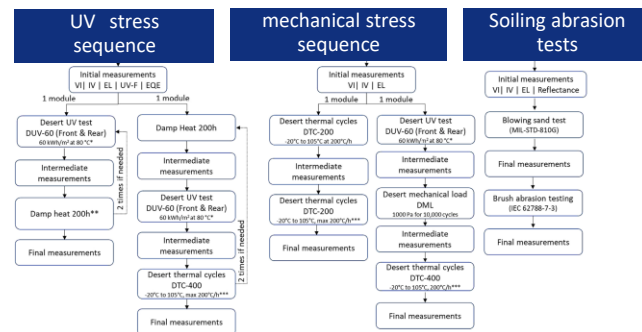 UV stress
sequence
Initial measurements
VI| IV | EL | UV-F | EQE
1 module
1 module
Desert UV test
DUV-60 (Front & Rear)
60 kWh/m² at 80 °C*
Intermediate
measurements
Damp heat 200h**
Final measurements
2 times if needed
Damp Heat 200h
Intermediate
measurements
Desert UV test
DUV-60 (Front & Rear)
60 kWh/m² at 80 °C*
Intermediate
measurements
Desert thermal cycles
DTC-400
-20°C to 105°C, max 200°C/h***
Final measurements
2 times if needed
mechanical stress
sequence
Initial measurements
VI| IV | EL
1 module
1 module
Desert thermal cycles
DTC-200
-20°C to 105°C at 200°C/h
Intermediate
measurements
Desert thermal cycles
DTC-200
-20°C to 105°C, max 200°C/h***
Final measurements
Desert UV test
DUV-60 (Front & Rear)
60 kWh/m² at 80 °C*
Intermediate
measurements
Desert mechanical load
DML
1000 Pa for 10,000 cycles
Intermediate
measurements
Desert thermal cycles
DTC-400
-20°C to 105°C, 200°C/h***
Final measurements
Soiling abrasion
tests
Initial measurements
VI | IV | EL | Reflectance
Blowing sand test
(MIL-STD-810G)
Final measurements
Brush abrasion testing
(IEC 62788-7-3)
Final measurements